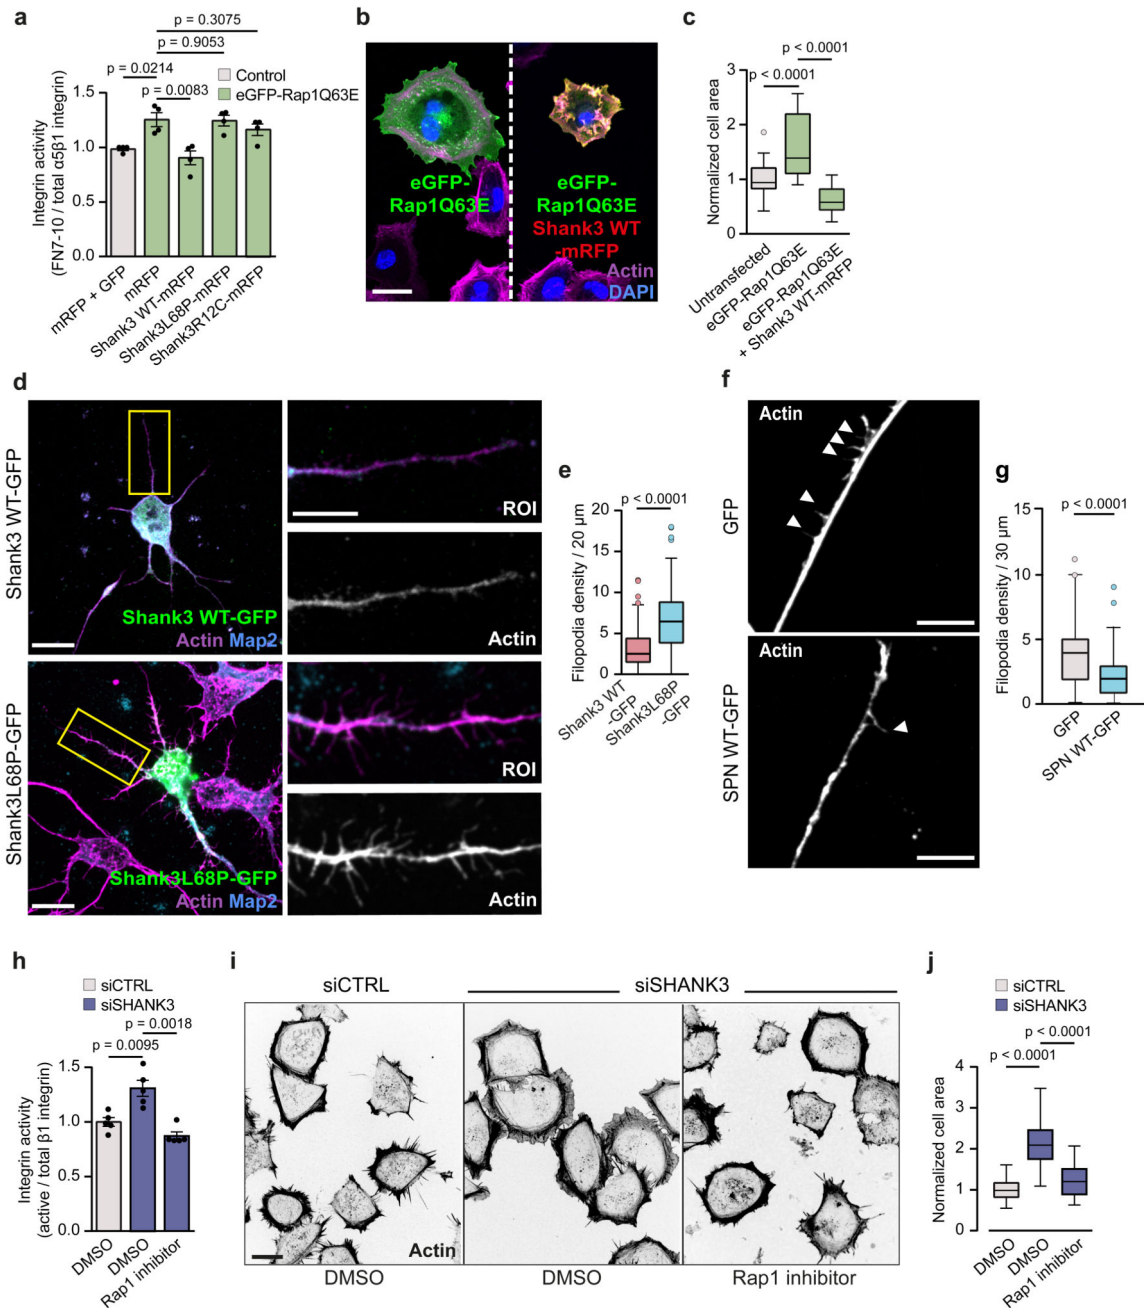 a
p = 0.3075
p = 0.9053
p = 0.0214
p = 0.0083
Control
eGFP-Rap1Q63E
Integrin activity
(FN7-10 / total α5β1 integrin)
1.5
1.0
0.5
0.0
mRFP + GFP
mRFP
Shank3 WT-mRFP
Shank3L68P-mRFP
Shank3R12C-mRFP
b
eGFP-
Rap1Q63E
eGFP-
Rap1Q63E
Shank3 WT
-mRFP
Actin
DAPI
c
p < 0.0001
p < 0.0001
Normalized cell area
3
2
1
0
Untransfected
eGFP-Rap1Q63E
eGFP-Rap1Q63E
+ Shank3 WT-mRFP
d
Shank3 WT-GFP
Shank3 WT-GFP
Actin Map2
ROI
Actin
Shank3L68P-GFP
Shank3L68P-GFP
Actin Map2
ROI
Actin
e
p < 0.0001
Filopodia density / 20 µm
20
15
10
5
0
Shank3 WT
-GFP
Shank3L68P
-GFP
f
GFP
Actin
SPN WT-GFP
Actin
g
p < 0.0001
Filopodia density / 30 µm
15
10
5
0
GFP
SPN WT-GFP
h
siCTRL
siSHANK3
p = 0.0018
p = 0.0095
Integrin activity
(active / total β1 integrin)
1.5
1.0
0.5
0.0
DMSO
DMSO
Rap1 inhibitor
i
siCTRL
siSHANK3
Actin
DMSO
DMSO
Rap1 inhibitor
j
siCTRL
siSHANK3
p < 0.0001
p < 0.0001
Normalized cell area
4
3
2
1
0
DMSO
DMSO
Rap1 inhibitor